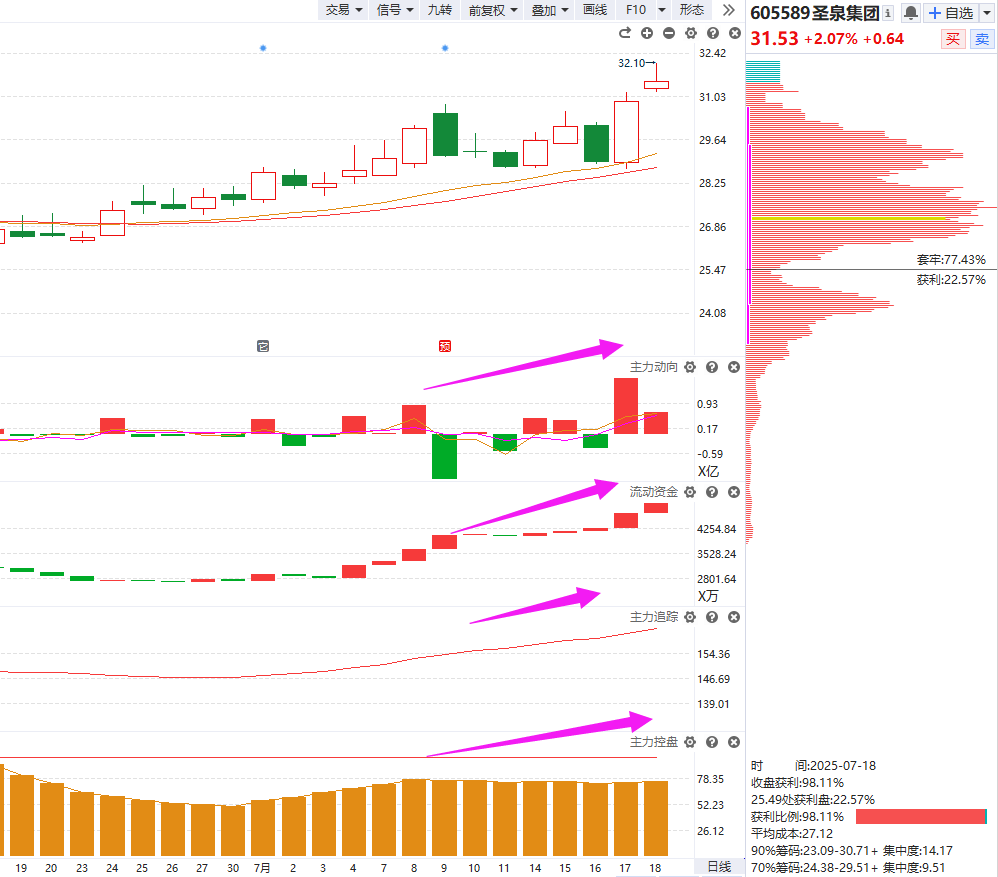 交易 信号 九转 前复权 叠加 画线 F10 形态
605589圣泉集团 自选
31.53 +2.07% +0.64 买 卖
32.42
32.10
31.03
29.64
28.25
26.86
25.47
24.08
套牢:77.43%
获利:22.57%
预
主力动向
0.93
0.17
-0.59
X亿
流动资金
4254.84
3528.24
2801.64
X万
主力追踪
154.36
146.69
139.01
主力控盘
78.35
52.23
26.12
19 20 23 24 25 26 27 30 7月 2 3 4 7 8 9 10 11 14 15 16 17 18 日线
时 间:2025-07-18
收盘获利:98.11%
25.49处获利盘:22.57%
获利比例:98.11%
平均成本:27.12
90%筹码:23.09-30.71+ 集中度:14.17
70%筹码:24.38-29.51+ 集中度:9.51